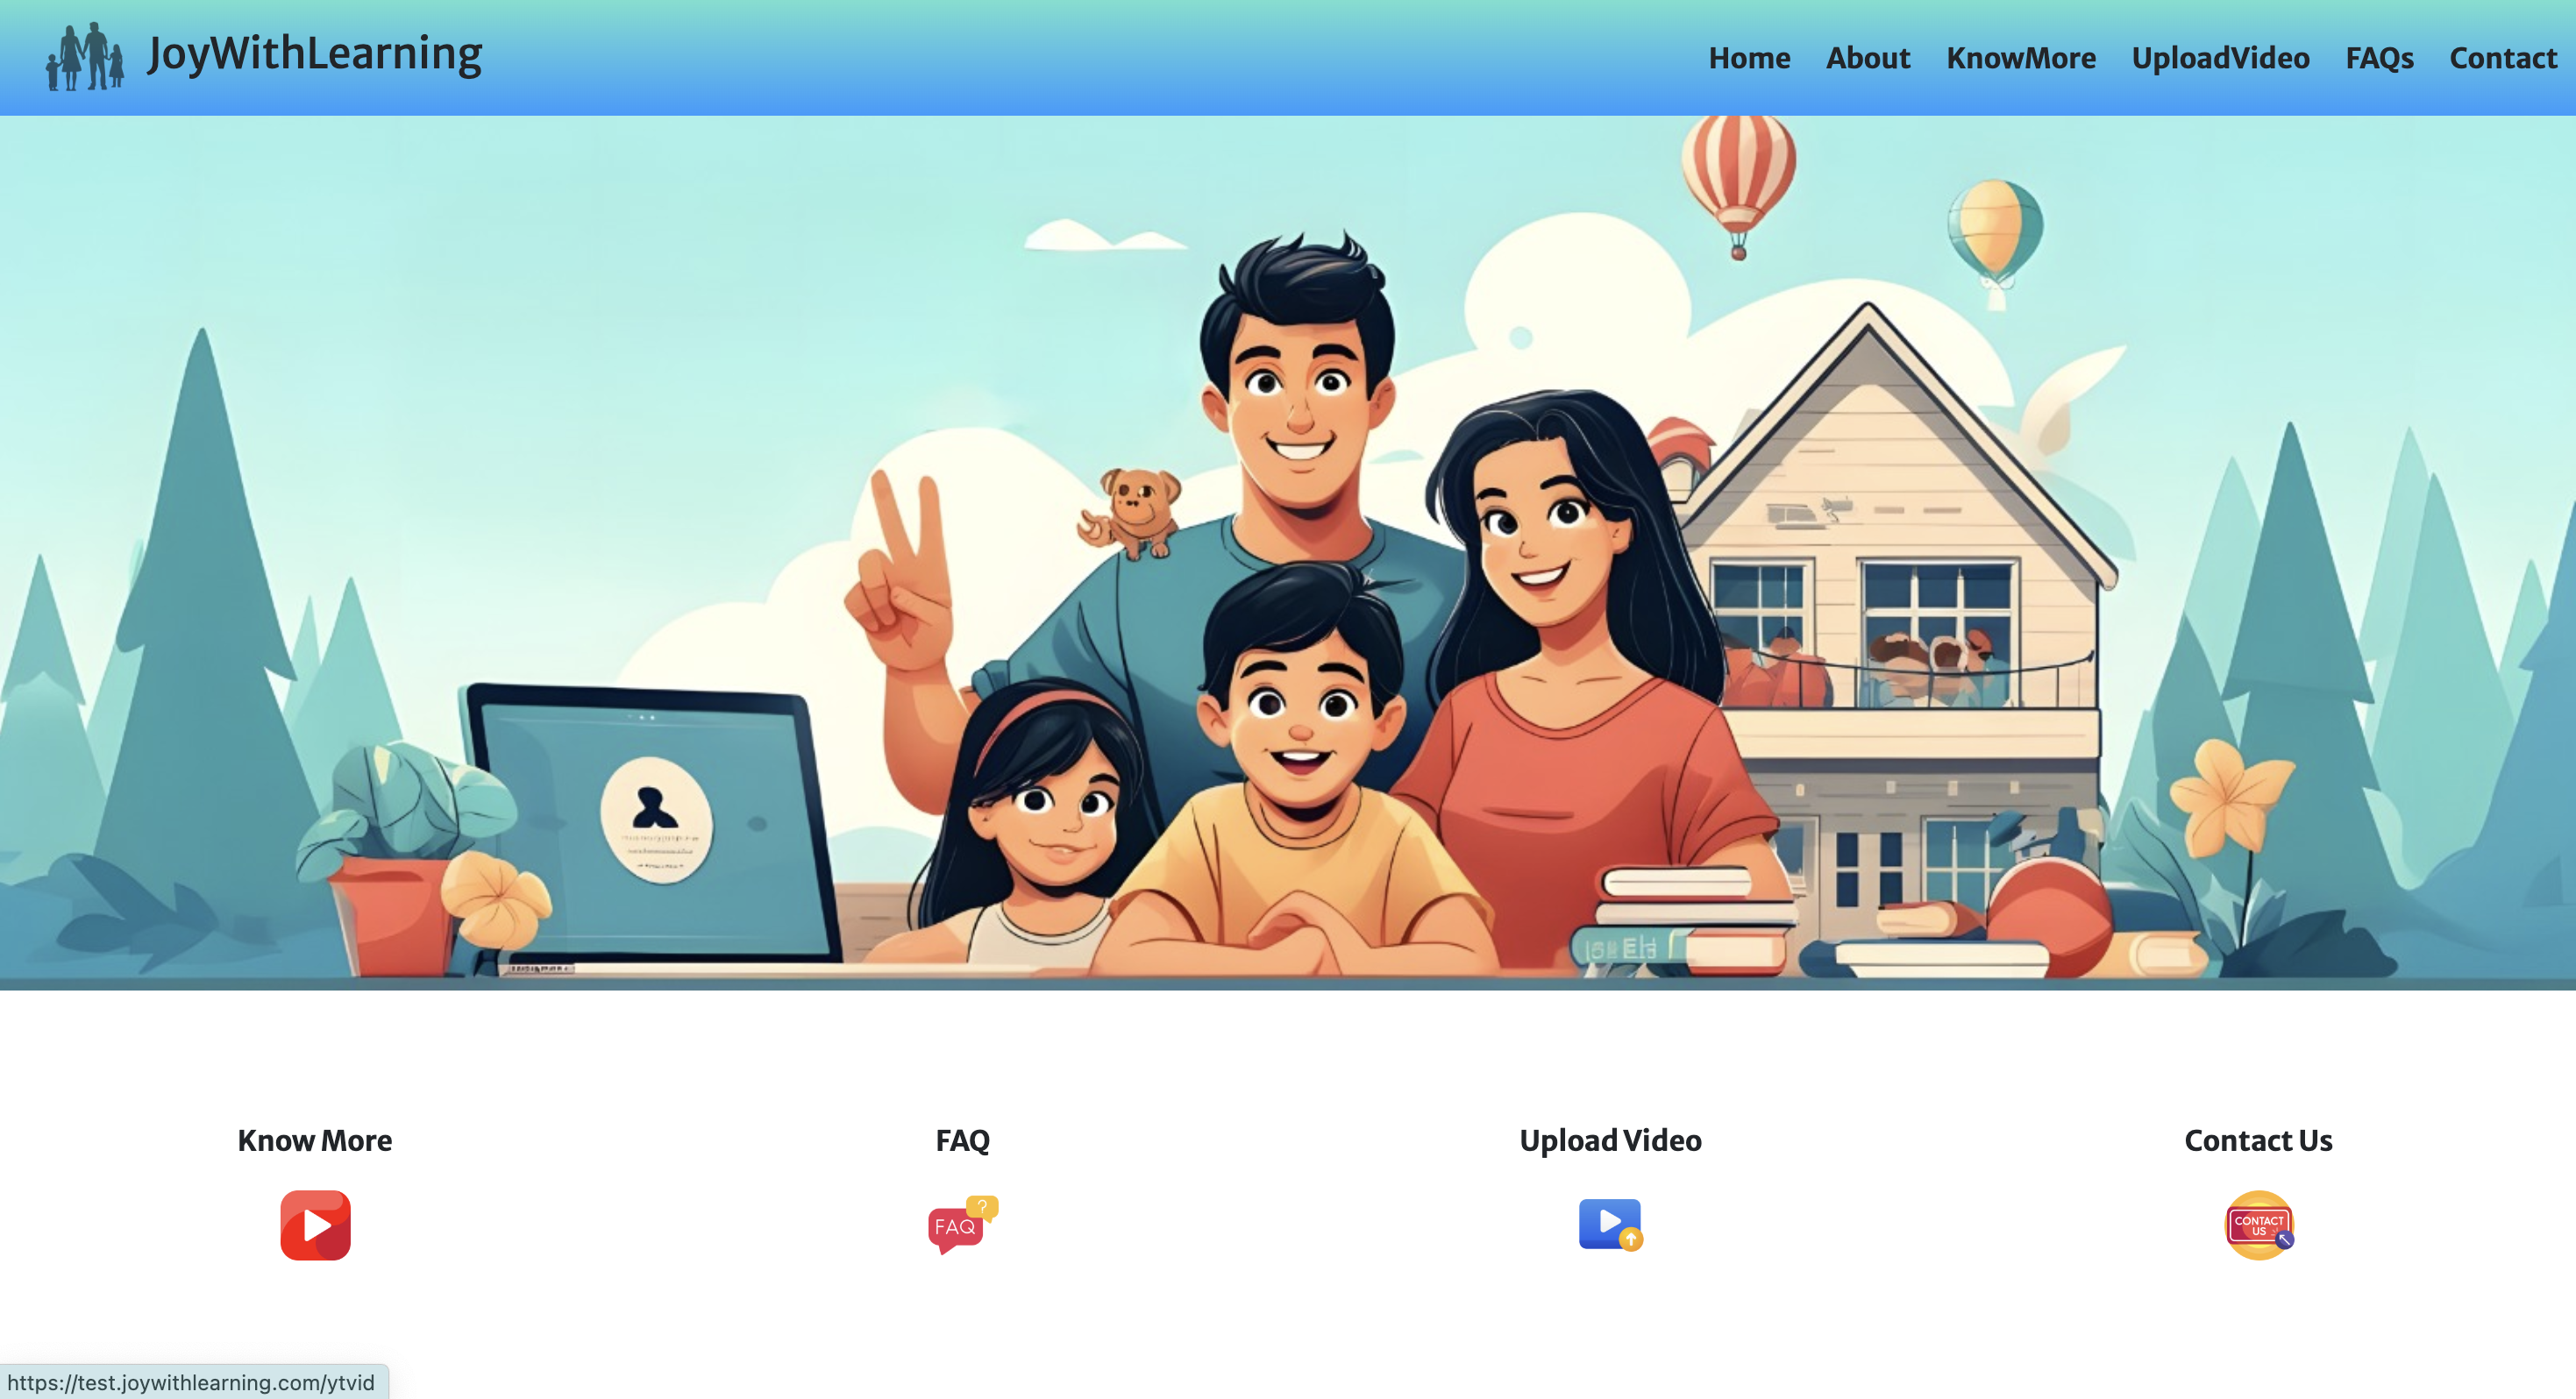 JoyWithLearning
Home About KnowMore UploadVideo FAQs Contact
Know More FAQ Upload Video Contact Us
?
FAQ
CONTACT
US
https://test.joywithlearning.com/ytvid